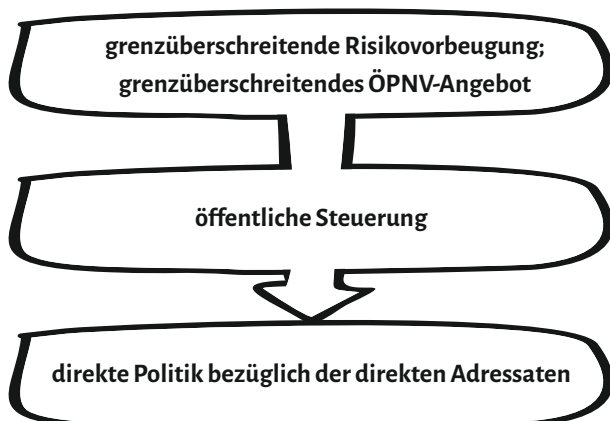 grenzüberschreitende Risikovorbeugung;
grenzüberschreitendes ÖPNV-Angebot
öffentliche Steuerung
direkte Politik bezüglich der direkten Adressaten